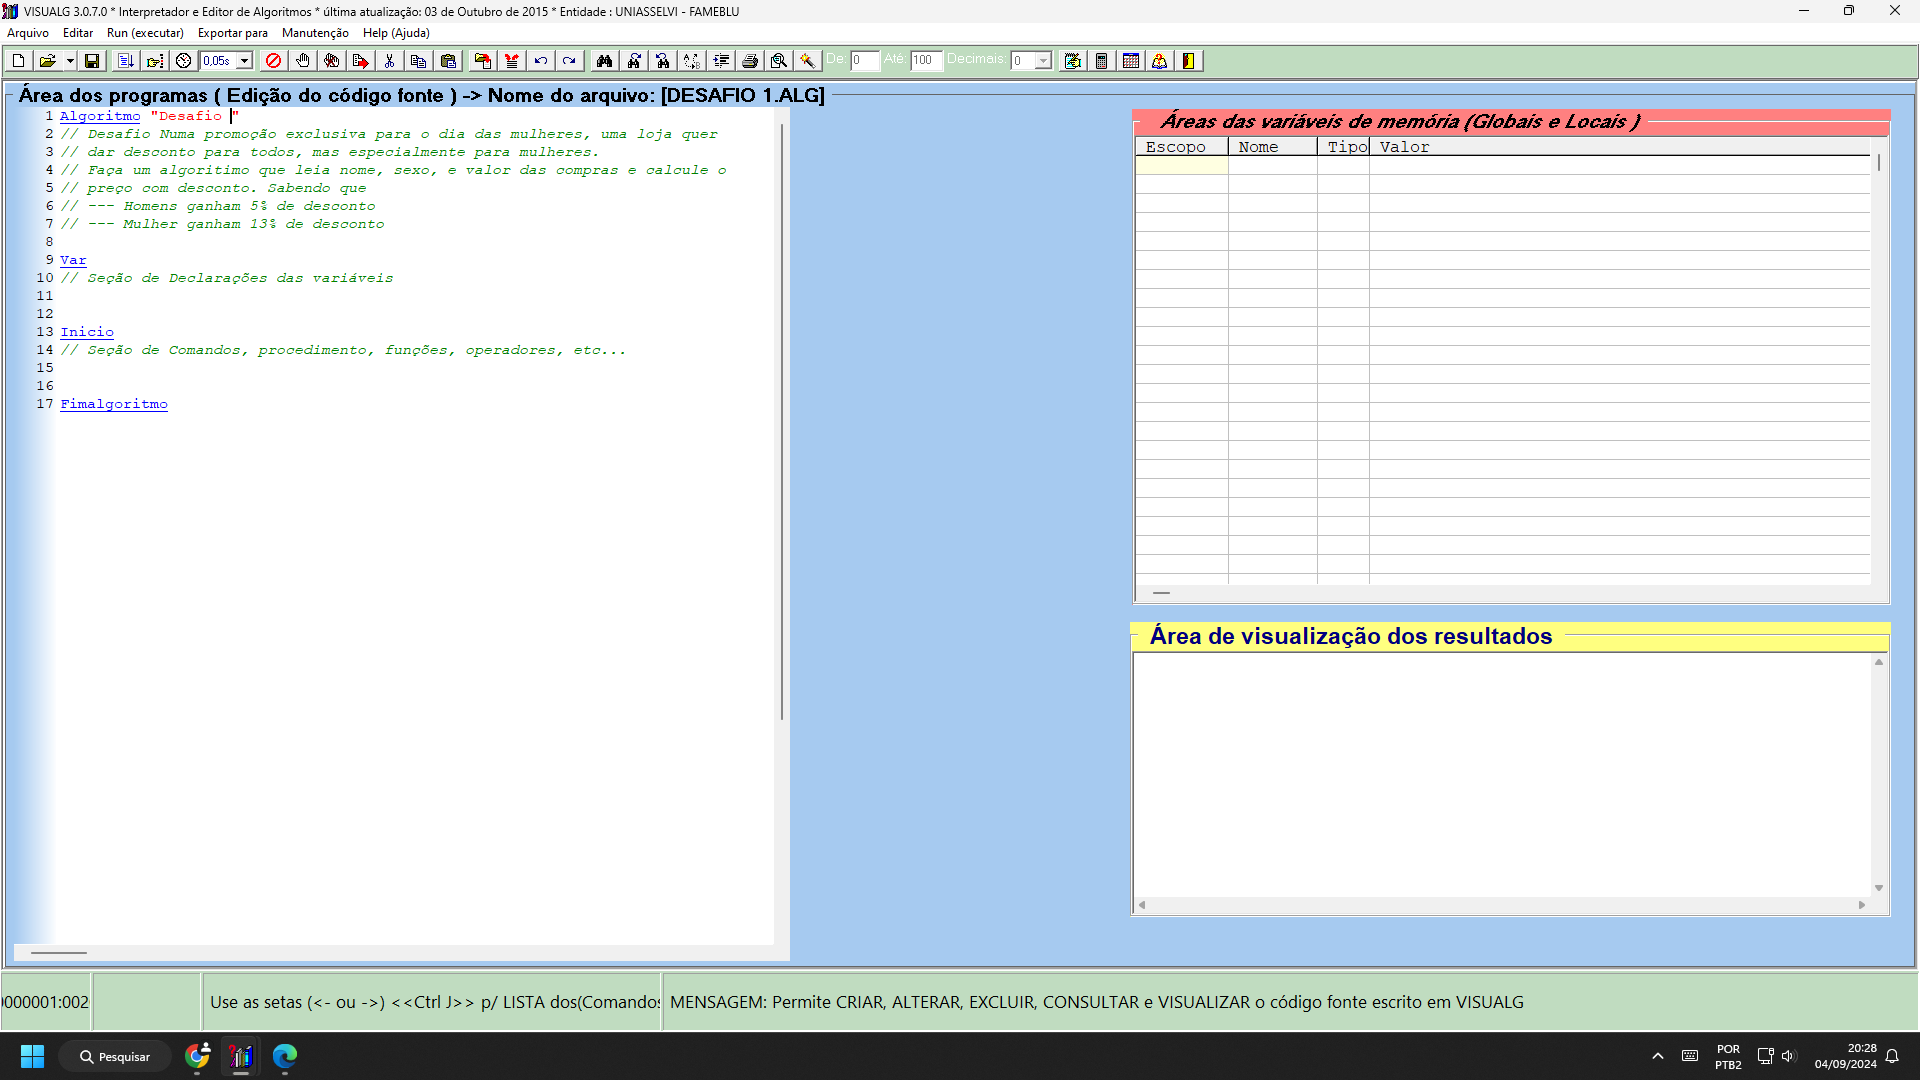 VISUALG 3.0.7.0 * Interpretador e Editor de Algoritmos * última atualização: 03 de Outubro de 2015 * Entidade : UNIASSELVI - FAMEBLU
Arquivo Editar Run (executar) Exportar para Manutenção Help (Ajuda)
0,05s De: 0 Até: 100 Decimais: 0
Área dos programas ( Edição do código fonte ) -> Nome do arquivo: [DESAFIO 1.ALG]
1 Algoritmo "Desafio "
2 // Desafio Numa promoção exclusiva para o dia das mulheres, uma loja quer
3 // dar desconto para todos, mas especialmente para mulheres.
4 // Faça um algoritimo que leia nome, sexo, e valor das compras e calcule o
5 // preço com desconto. Sabendo que
6 // --- Homens ganham 5% de desconto
7 // --- Mulher ganham 13% de desconto
8
9 Var
10 // Seção de Declarações das variáveis
11
12
13 Inicio
14 // Seção de Comandos, procedimento, funções, operadores, etc...
15
16
17 Fimalgoritmo
Áreas das variáveis de memória (Globais e Locais )
Escopo Nome Tipo Valor
Área de visualização dos resultados
0000001:002 Use as setas (<- ou ->) <<Ctrl J>> p/ LISTA dos(Comandos MENSAGEM: Permite CRIAR, ALTERAR, EXCLUIR, CONSULTAR e VISUALIZAR o código fonte escrito em VISUALG
Pesquisar
POR
PTB2
20:28
04/09/2024